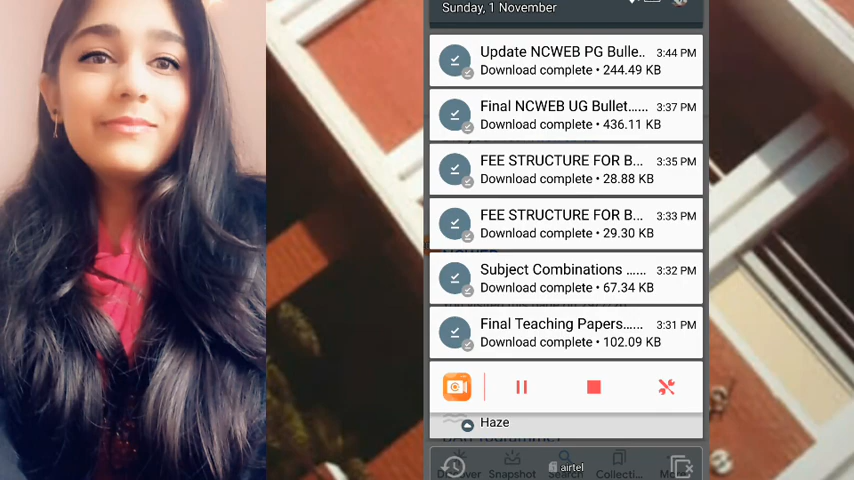 Sunday, 1 November
Update NCWEB PG Bulle.. 3:44 PM
Download complete • 244.49 KB
Final NCWEB UG Bullet...... 3:37 PM
Download complete • 436.11 KB
FEE STRUCTURE FOR B... 3:35 PM
Download complete • 28.88 KB
FEE STRUCTURE FOR B... 3:33 PM
Download complete • 29.30 KB
Subject Combinations ...... 3:32 PM
Download complete • 67.34 KB
Final Teaching Papers...... 3:31 PM
Download complete • 102.09 KB
Haze
Discover Snapshot Search Collecti...
airtel